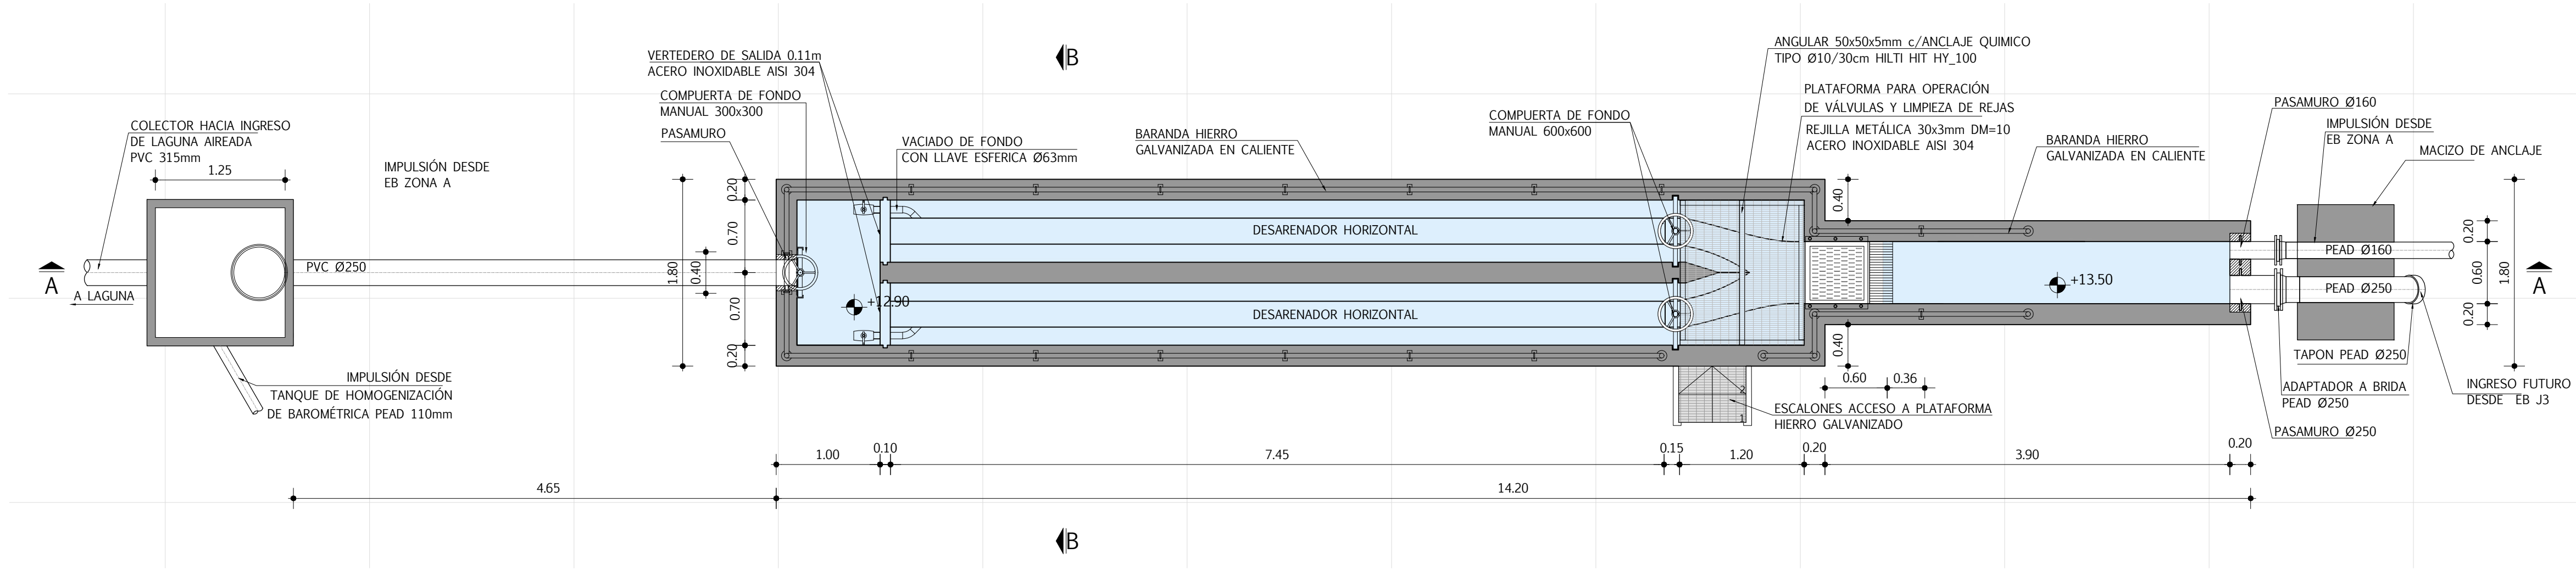 B
VERTEDERO DE SALIDA 0.11m
ACERO INOXIDABLE AISI 304
COMPUERTA DE FONDO
MANUAL 300x300
PASAMURO
COLECTOR HACIA INGRESO
DE LAGUNA AIREADA
PVC 315mm
1.25
IMPULSIÓN DESDE
EB ZONA A
VACIADO DE FONDO
CON LLAVE ESFERICA Ø63mm
BARANDA HIERRO
GALVANIZADA EN CALIENTE
COMPUERTA DE FONDO
MANUAL 600x600
ANGULAR 50x50x5mm c/ANCLAJE QUIMICO
TIPO Ø10/30cm HILTI HIT HY_100
PLATAFORMA PARA OPERACIÓN
DE VÁLVULAS Y LIMPIEZA DE REJAS
REJILLA METÁLICA 30x3mm DM=10
ACERO INOXIDABLE AISI 304
BARANDA HIERRO
GALVANIZADA EN CALIENTE
PASAMURO Ø160
IMPULSIÓN DESDE
EB ZONA A
MACIZO DE ANCLAJE
A
A LAGUNA
PVC Ø250
1.80
0.40
0.20
0.70
0.70
0.20
+12.90
DESARENADOR HORIZONTAL
DESARENADOR HORIZONTAL
0.40
0.40
+13.50
PEAD Ø160
PEAD Ø250
0.20
0.60
0.20
1.80
A
IMPULSIÓN DESDE
TANQUE DE HOMOGENIZACIÓN
DE BAROMÉTRICA PEAD 110mm
2
1
ESCALONES ACCESO A PLATAFORMA
HIERRO GALVANIZADO
0.60
0.36
TAPON PEAD Ø250
ADAPTADOR A BRIDA
PEAD Ø250
INGRESO FUTURO
DESDE EB J3
PASAMURO Ø250
1.00
0.10
7.45
0.15
1.20
0.20
3.90
0.20
4.65
14.20
B